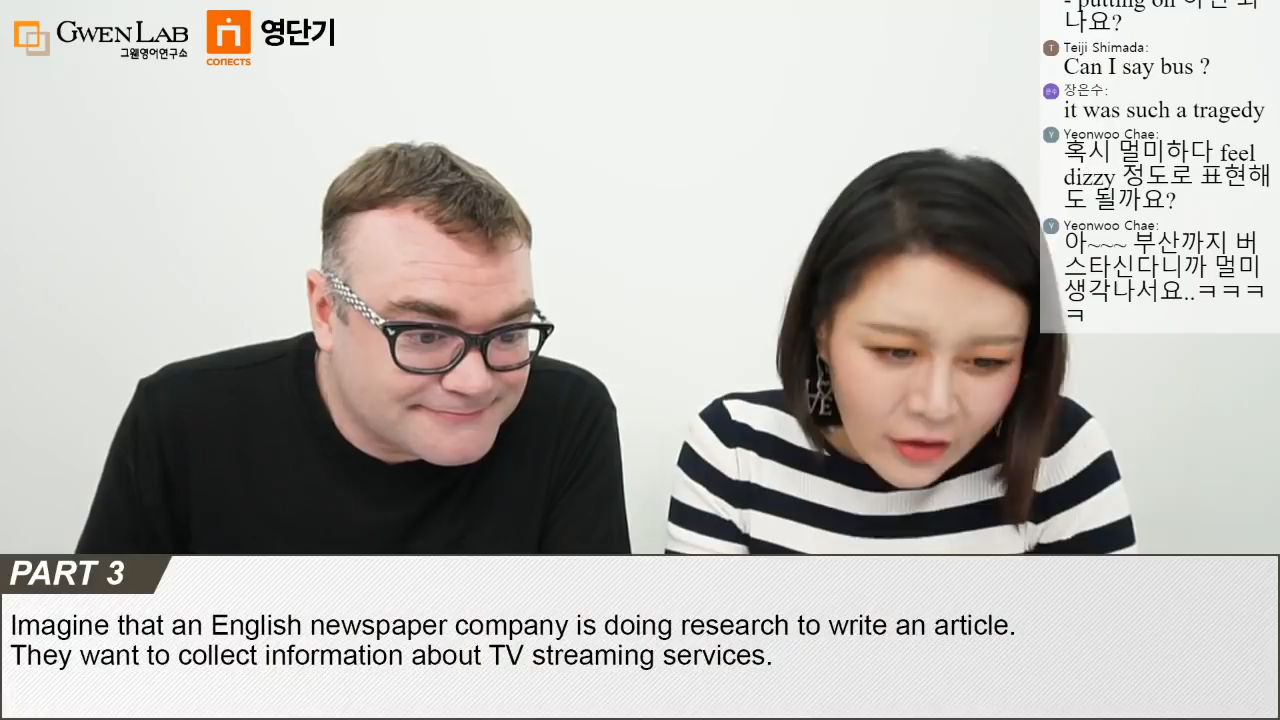 GWEN LAB
그웬영어연구소
CONECTS
영단기
나요?
T
Teiji Shimada:
Can I say bus ?
은수
장은수:
it was such a tragedy
Y
Yeonwoo Chae:
혹시 멀미하다 feel
dizzy 정도로 표현해
도 될까요?
Y
Yeonwoo Chae:
아~~~ 부산까지 버
스타신다니까 멀미
생각나서요..ㅋㅋㅋ
ㅋ
LOVE
PART 3
Imagine that an English newspaper company is doing research to write an article.
They want to collect information about TV streaming services.